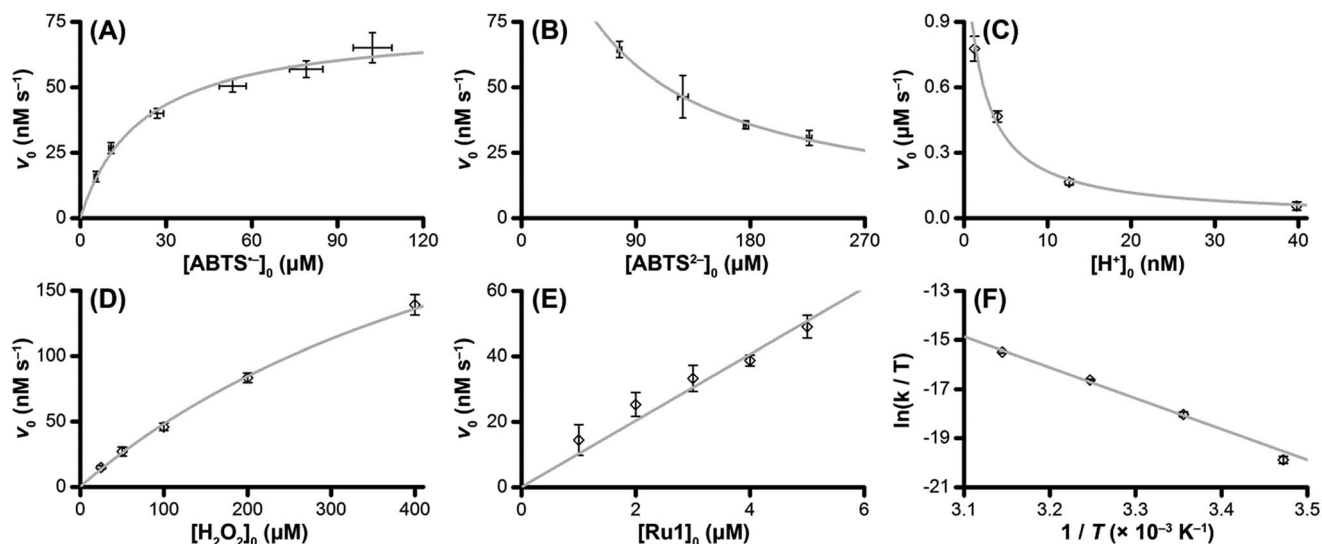 (A)
75
50
25
0
v₀ (nM s⁻¹)
0 30 60 90 120
[ABTS•⁻]₀ (µM)
(B)
75
50
25
0
v₀ (nM s⁻¹)
0 90 180 270
[ABTS²⁻]₀ (µM)
(C)
0.9
0.6
0.3
0.0
v₀ (µM s⁻¹)
0 10 20 30 40
[H⁺]₀ (nM)
(D)
150
100
50
0
v₀ (nM s⁻¹)
0 100 200 300 400
[H₂O₂]₀ (µM)
(E)
60
40
20
0
v₀ (nM s⁻¹)
0 2 4 6
[Ru1]₀ (µM)
(F)
-13
-15
-17
-19
-21
ln(k / T)
3.1 3.2 3.3 3.4 3.5
1 / T (× 10⁻³ K⁻¹)